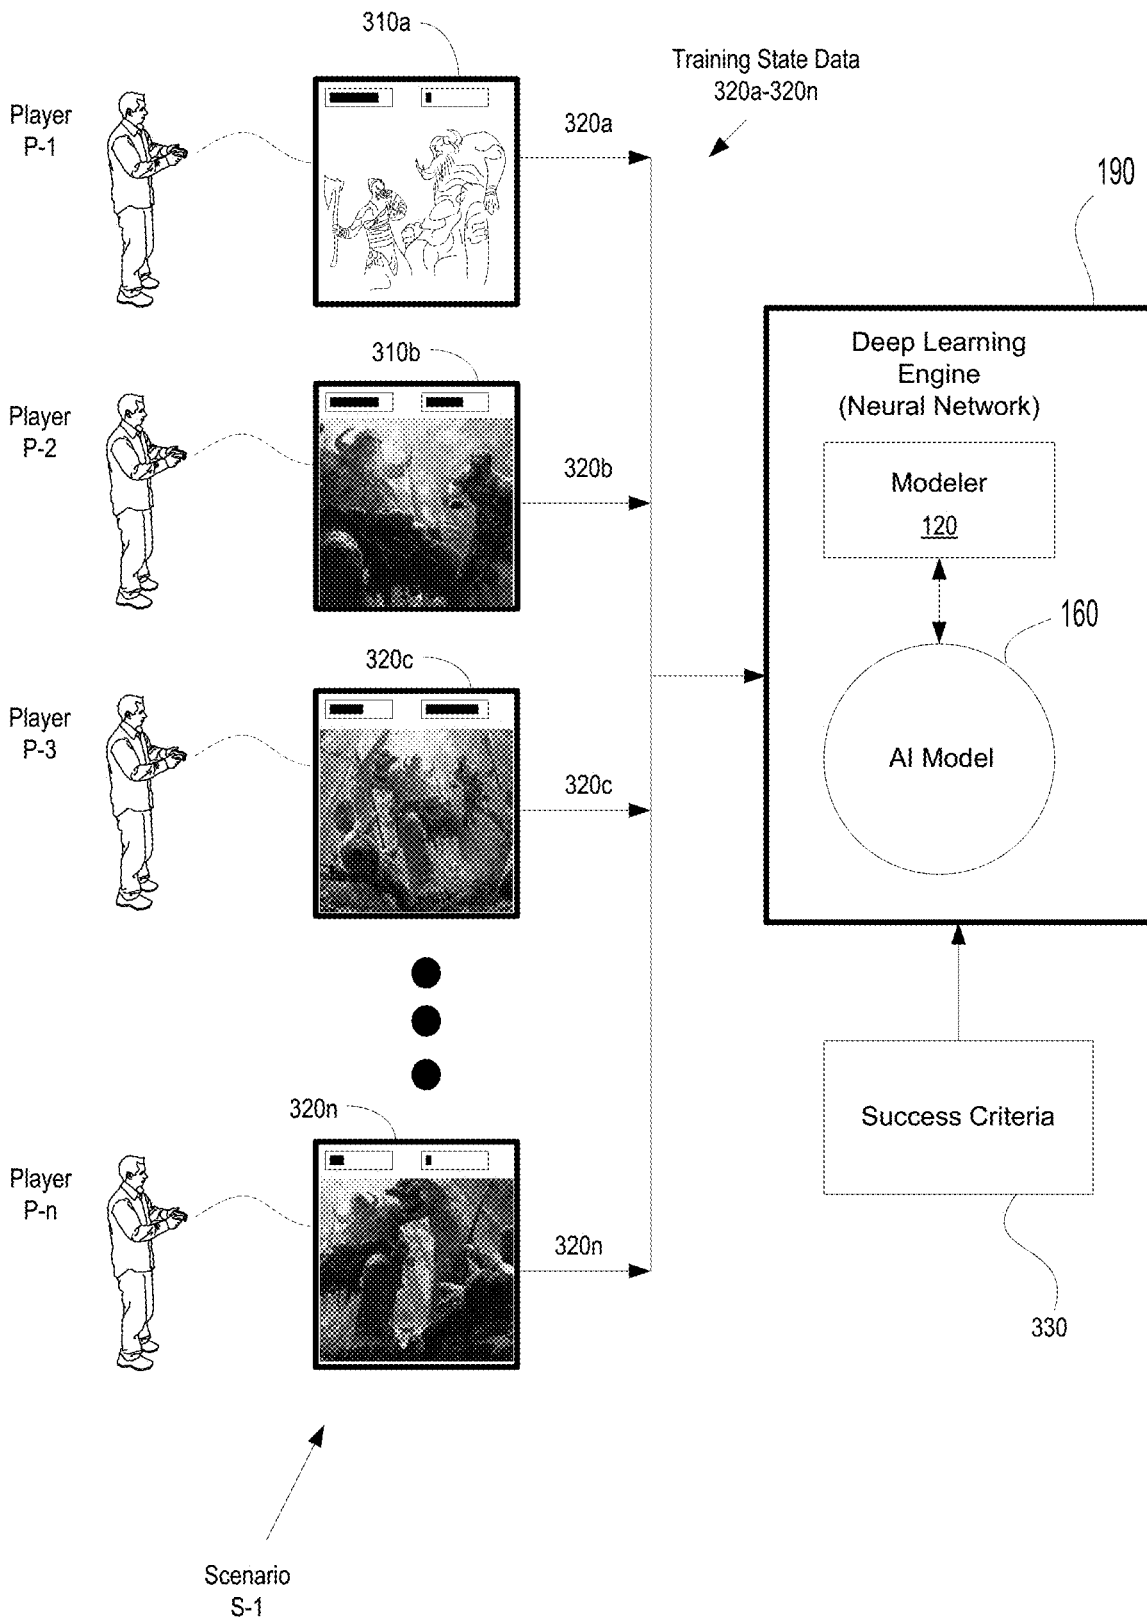 310a
Training State Data
320a-320n
Player
P-1
320a
190
310b
Player
P-2
320b
Deep Learning
Engine
(Neural Network)
Modeler
120
320c
160
Player
P-3
320c
AI Model
320n
Success Criteria
Player
P-n
320n
330
Scenario
S-1